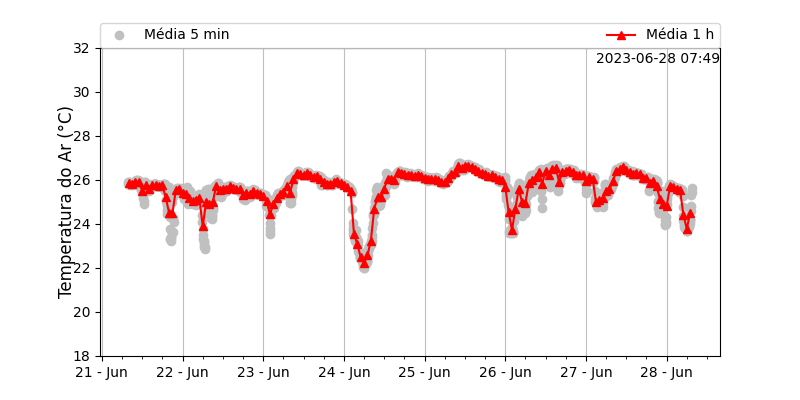 Média 5 min
Média 1 h
2023-06-28 07:49
Temperatura do Ar (°C)
32
30
28
26
24
22
20
18
21 - Jun
22 - Jun
23 - Jun
24 - Jun
25 - Jun
26 - Jun
27 - Jun
28 - Jun